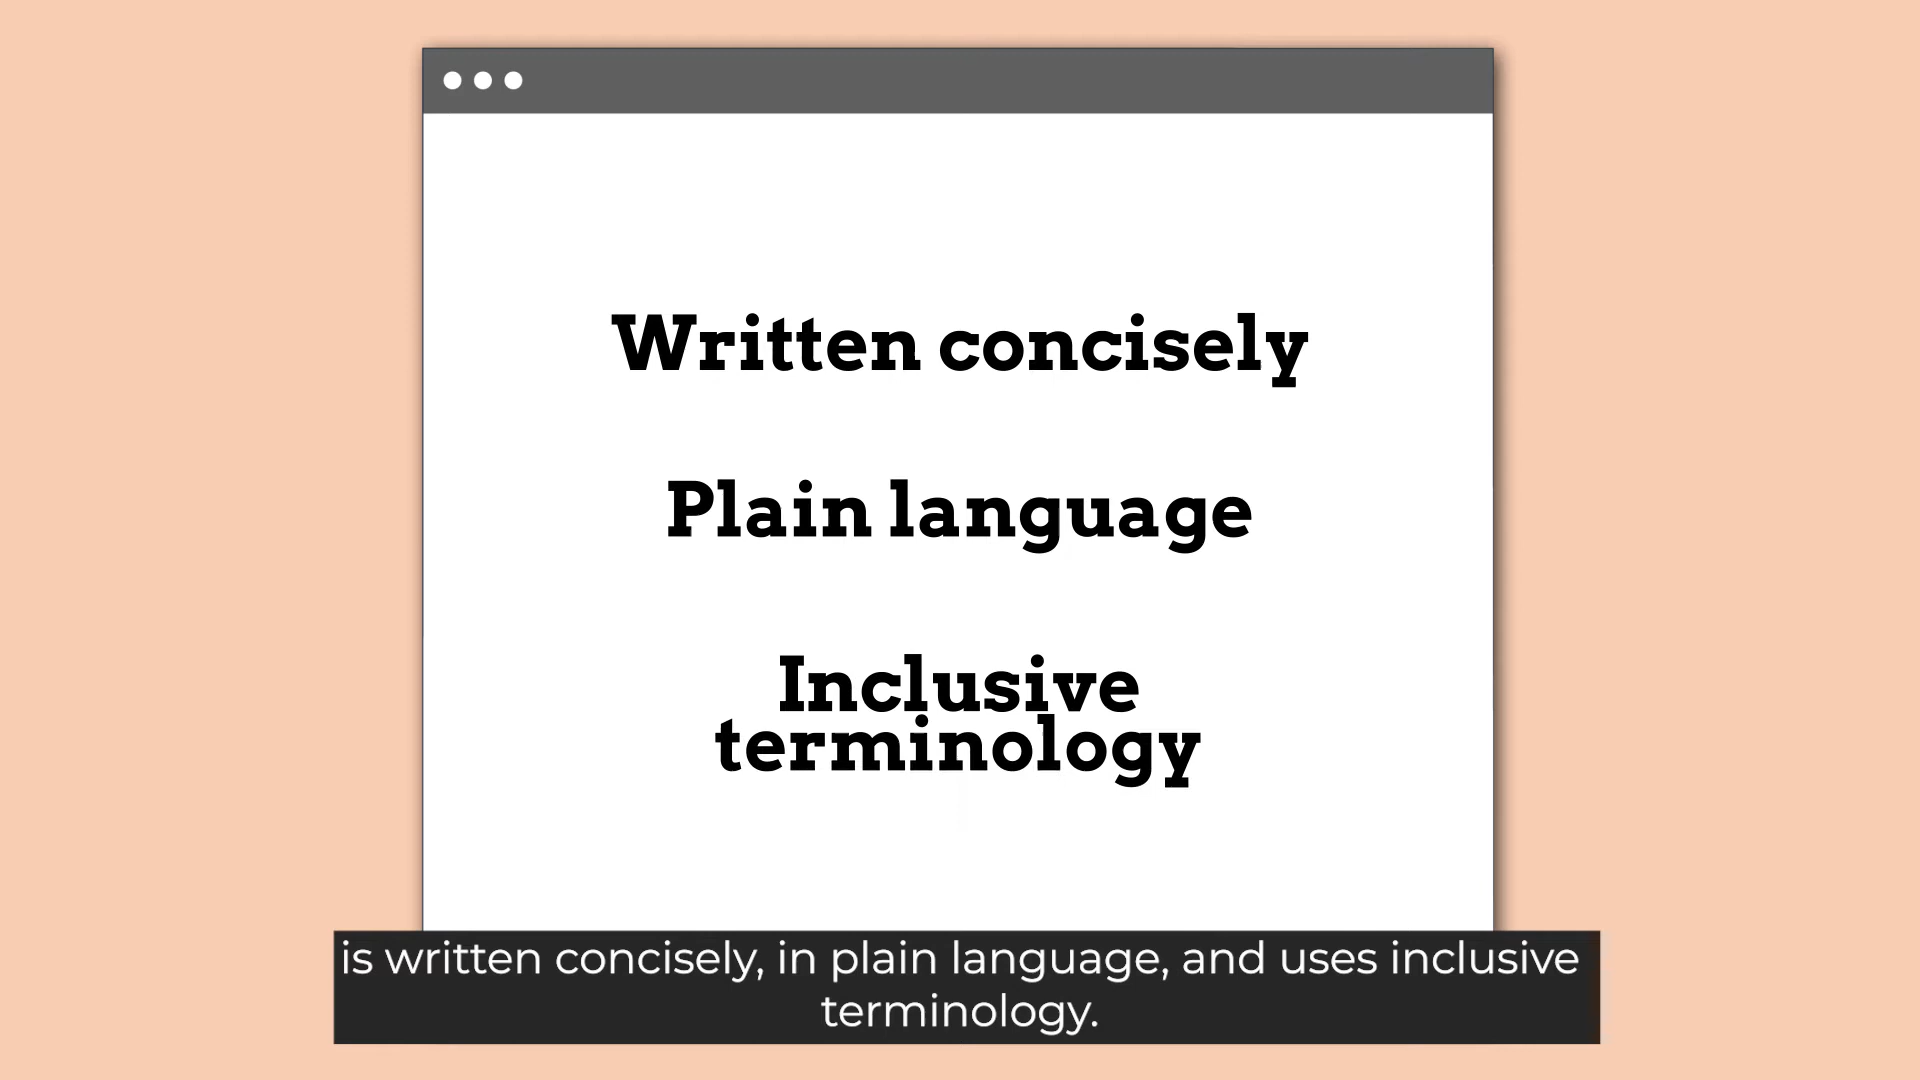 Written concisely
Plain language
Inclusive
terminology
is written concisely, in plain language, and uses inclusive
terminology.